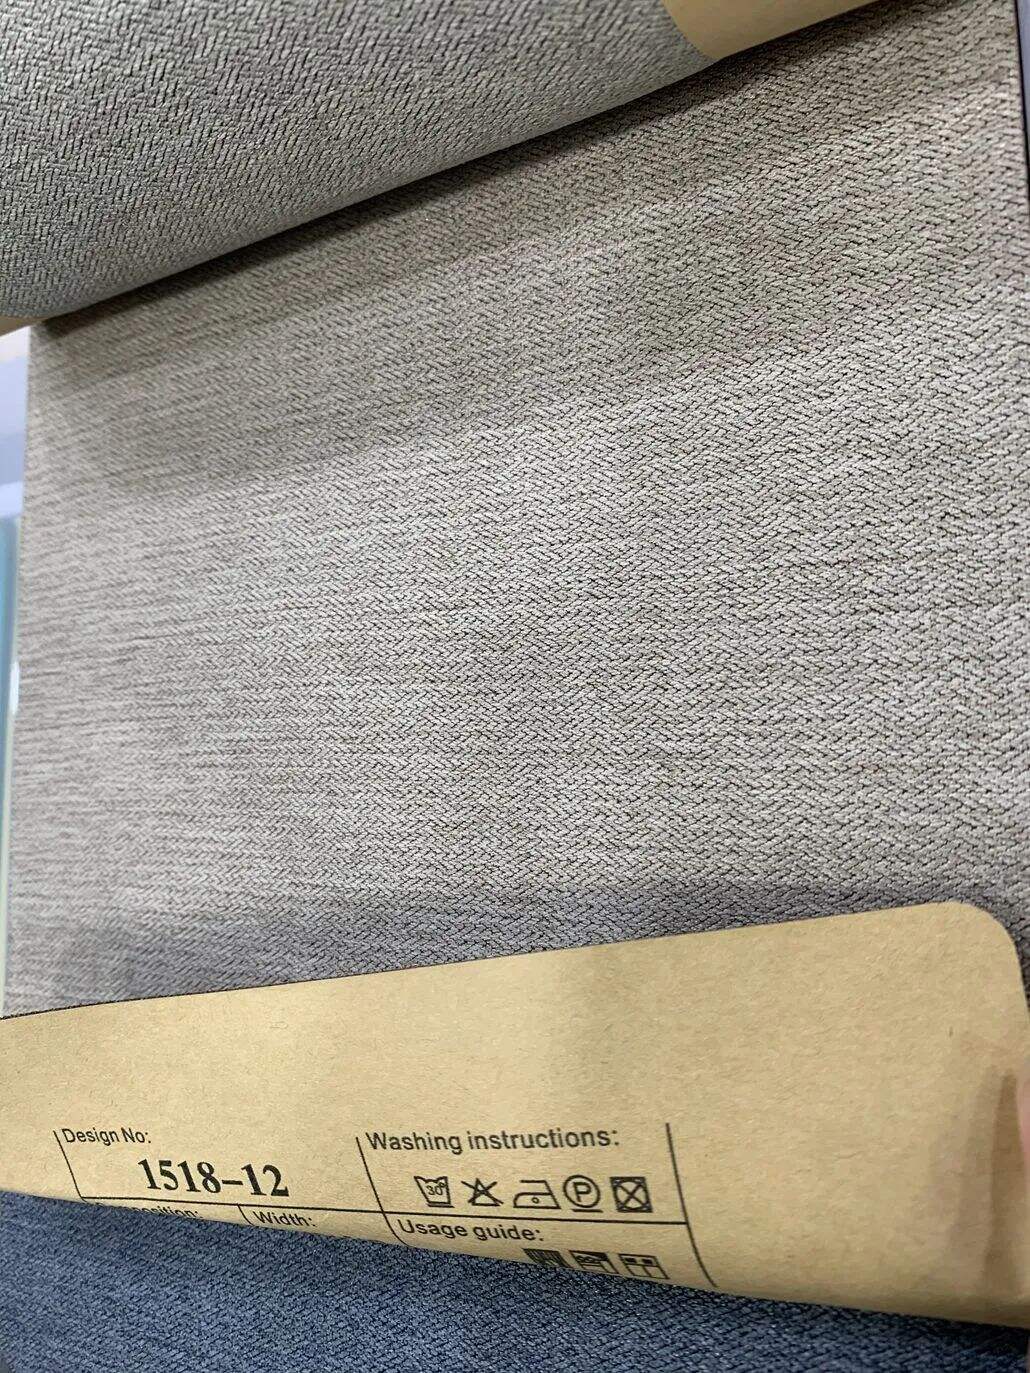 Design No:
1518-12
Washing instructions:
30
P
Width:
Usage guide: